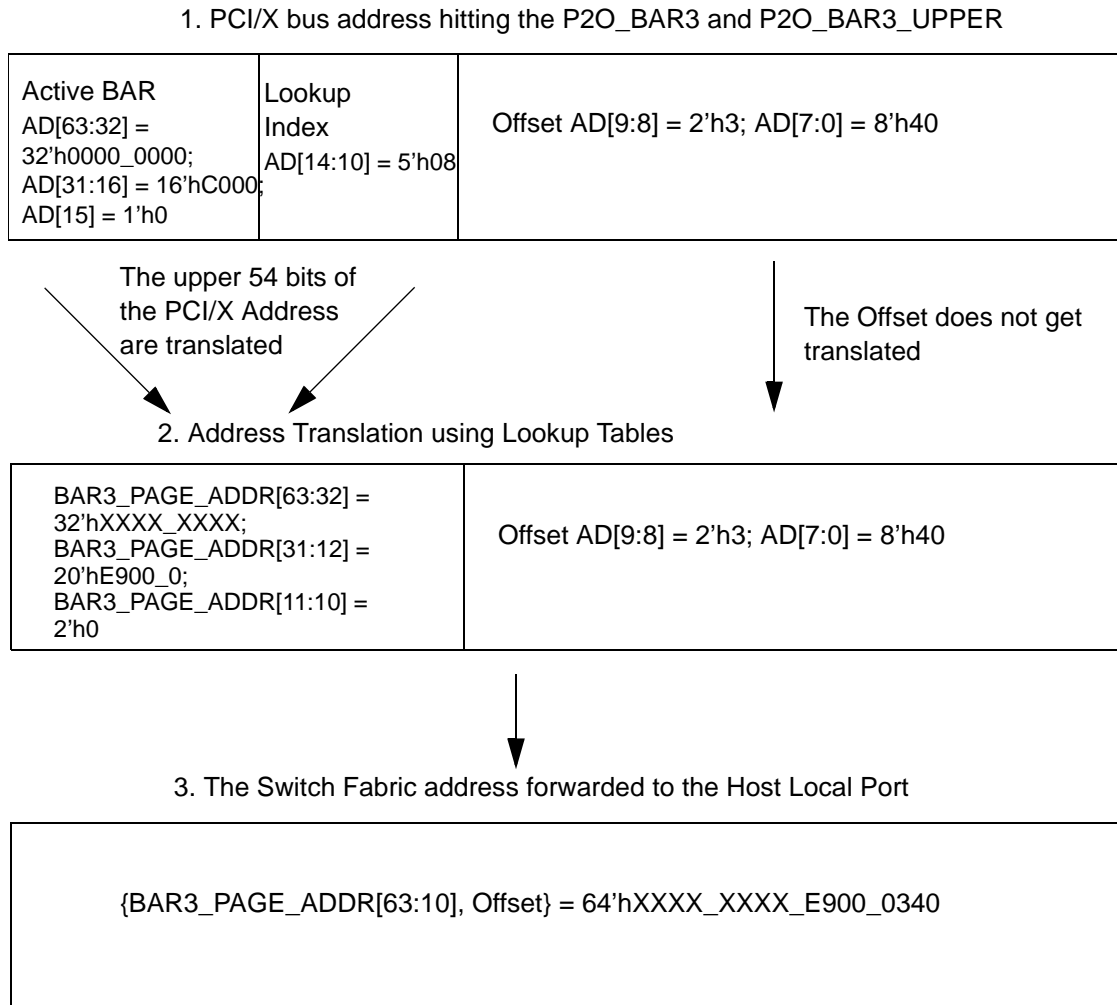 1. PCI/X bus address hitting the P2O_BAR3 and P2O_BAR3_UPPER
Active BAR
AD[63:32] =
32’h0000_0000;
AD[31:16] = 16’hC000;
AD[15] = 1’h0
Lookup
Index
AD[14:10] = 5’h08
Offset AD[9:8] = 2’h3; AD[7:0] = 8’h40
The upper 54 bits of
the PCI/X Address
are translated
The Offset does not get
translated
2. Address Translation using Lookup Tables
BAR3_PAGE_ADDR[63:32] =
32’hXXXX_XXXX;
BAR3_PAGE_ADDR[31:12] =
20’hE900_0;
BAR3_PAGE_ADDR[11:10] =
2’h0
Offset AD[9:8] = 2’h3; AD[7:0] = 8’h40
3. The Switch Fabric address forwarded to the Host Local Port
{BAR3_PAGE_ADDR[63:10], Offset} = 64’hXXXX_XXXX_E900_0340